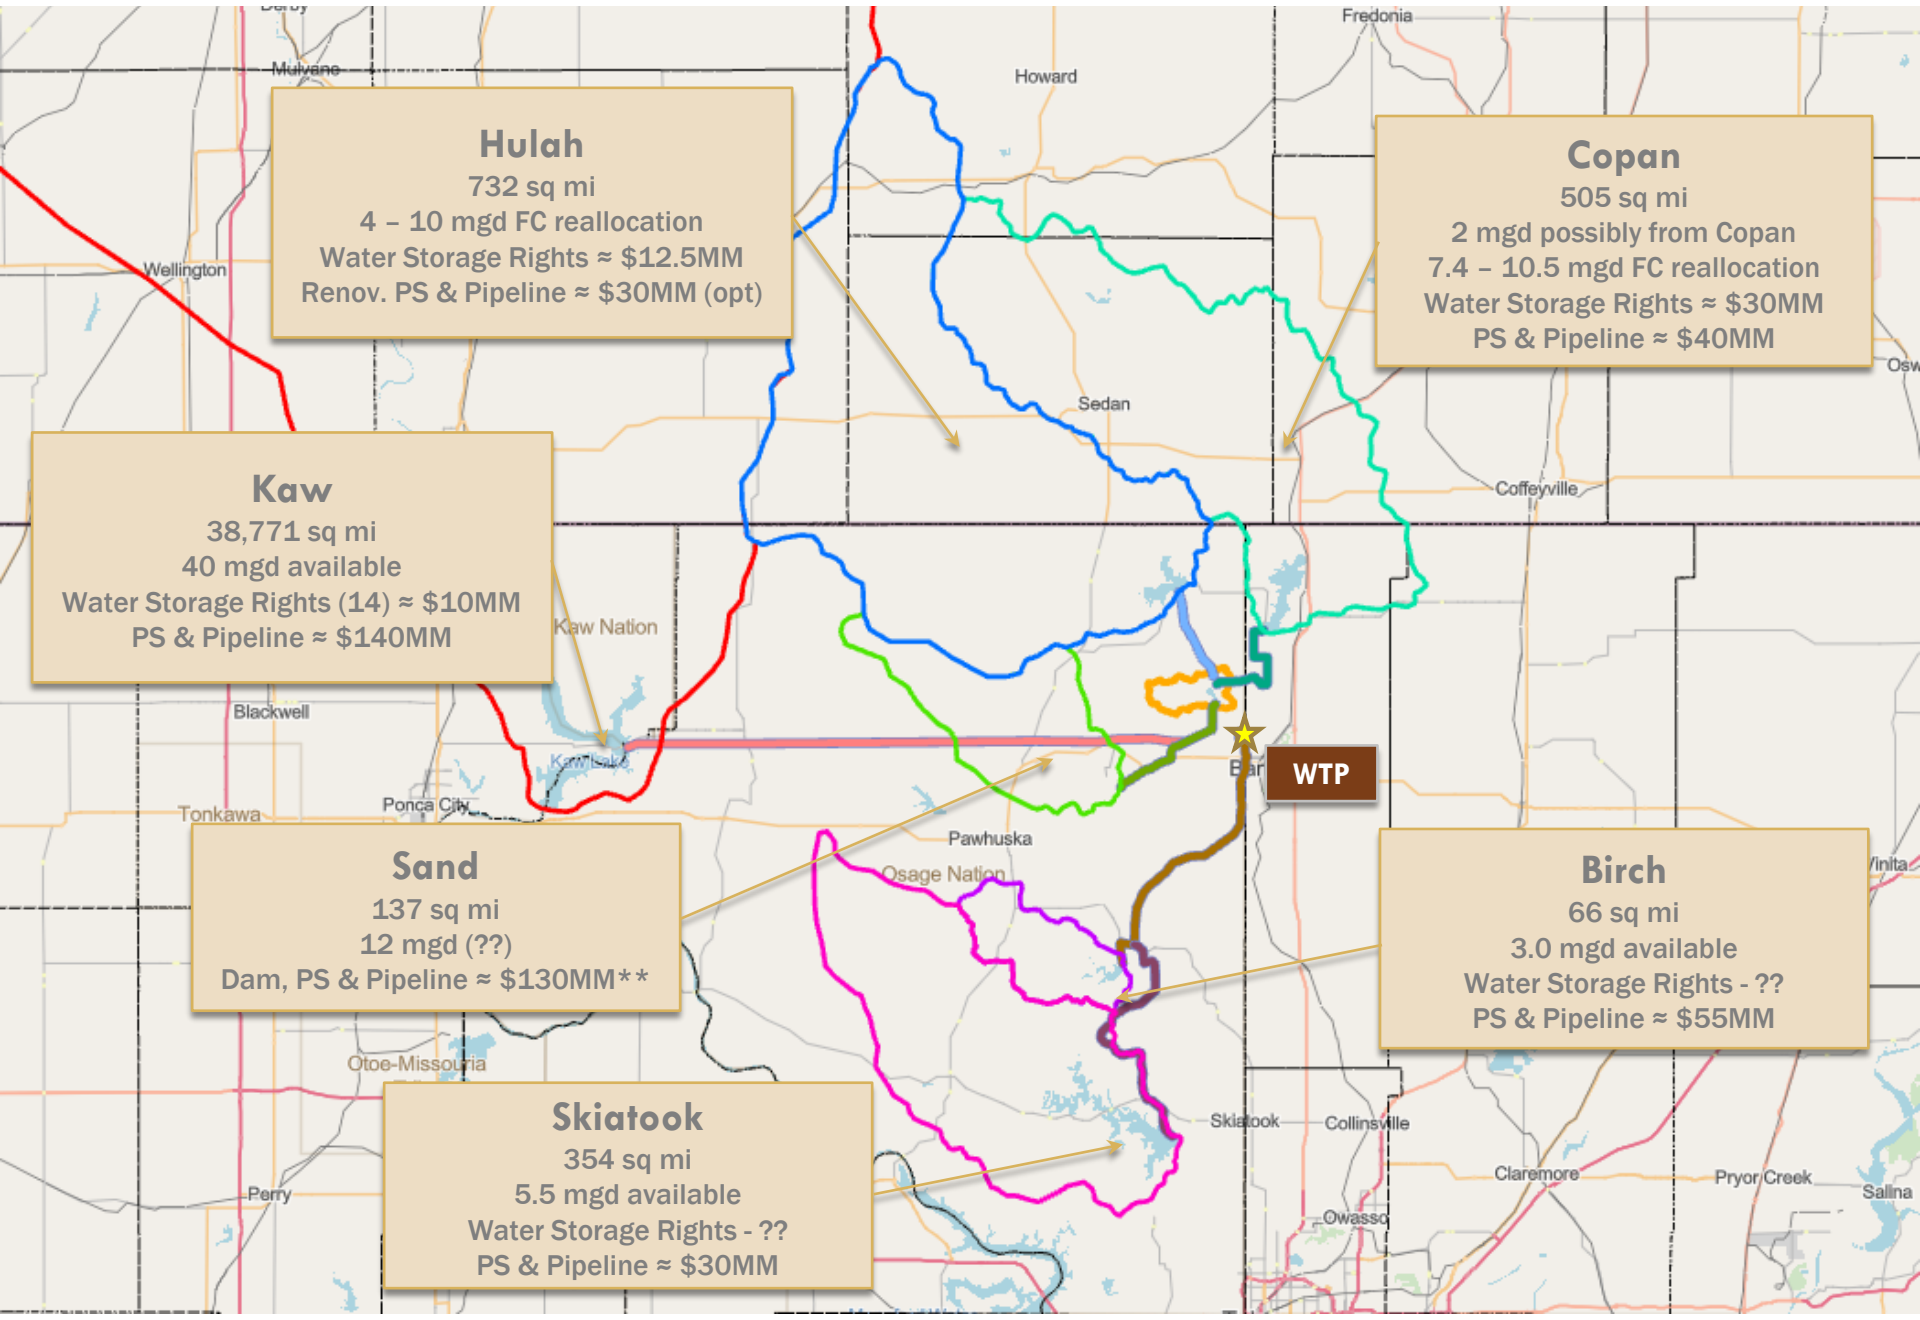 Derby
Mulvane
Howard
Fredonia
Hulah
732 sq mi
4 – 10 mgd FC reallocation
Water Storage Rights ≈ $12.5MM
Renov. PS & Pipeline ≈ $30MM (opt)
Copan
505 sq mi
2 mgd possibly from Copan
7.4 – 10.5 mgd FC reallocation
Water Storage Rights ≈ $30MM
PS & Pipeline ≈ $40MM
Wellington
Osw
Sedan
Coffeyville
Kaw
38,771 sq mi
40 mgd available
Water Storage Rights (14) ≈ $10MM
PS & Pipeline ≈ $140MM
Kaw Nation
Blackwell
Kaw Lake
Bar
WTP
Ponca City
Tonkawa
Pawhuska
Osage Nation
Sand
137 sq mi
12 mgd (??)
Dam, PS & Pipeline ≈ $130MM**
Birch
66 sq mi
3.0 mgd available
Water Storage Rights - ??
PS & Pipeline ≈ $55MM
Vinita
Otoe-Missouria
Skiatook
354 sq mi
5.5 mgd available
Water Storage Rights - ??
PS & Pipeline ≈ $30MM
Skiatook
Collinsville
Claremore
Pryor Creek
Salina
Perry
Owasso